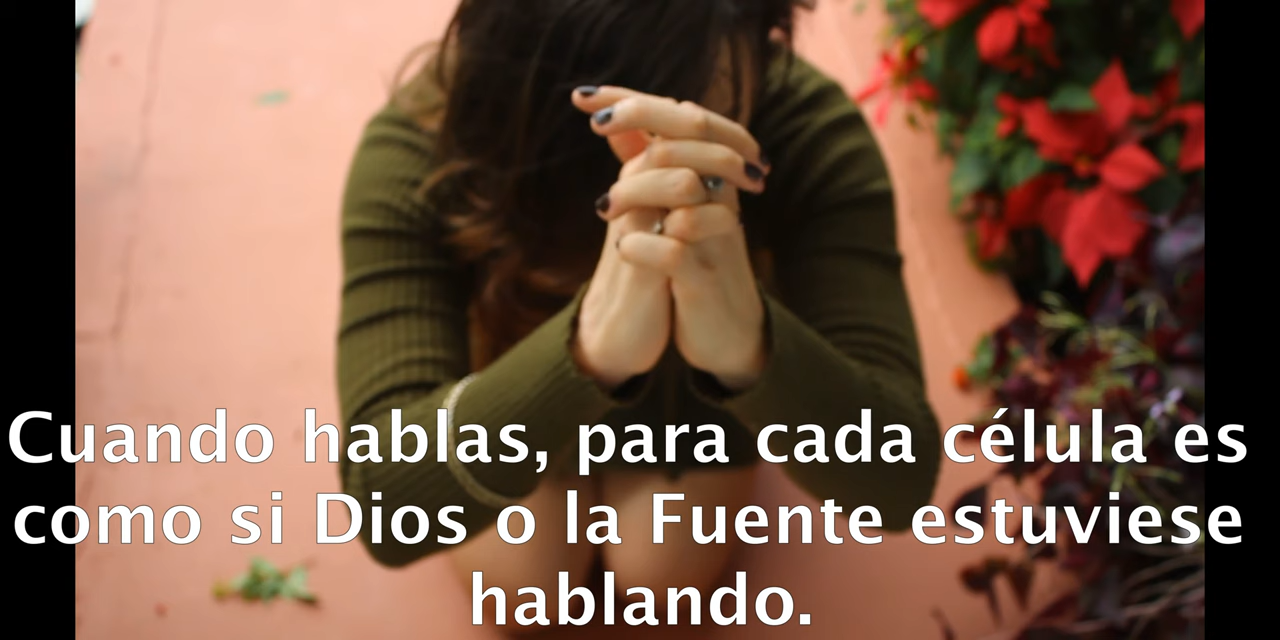 Cuando hablas, para cada célula es
como si Dios o la Fuente estuviese
hablando.